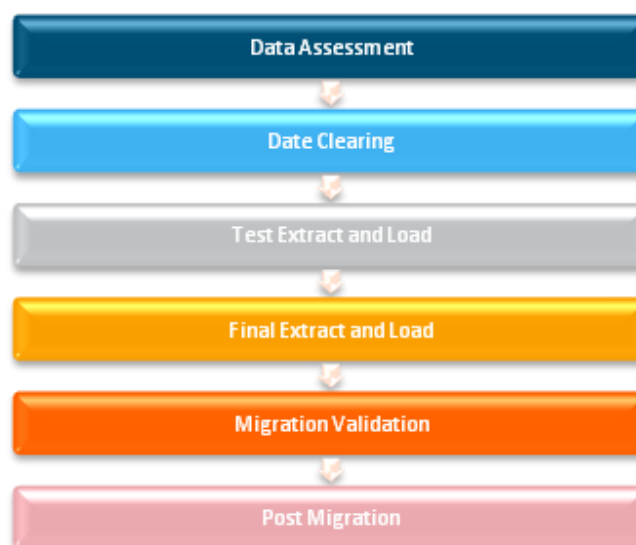 Data Assessment
Date Clearing
Test Extract and Load
Final Extract and Load
Migration Validation
Post Migration